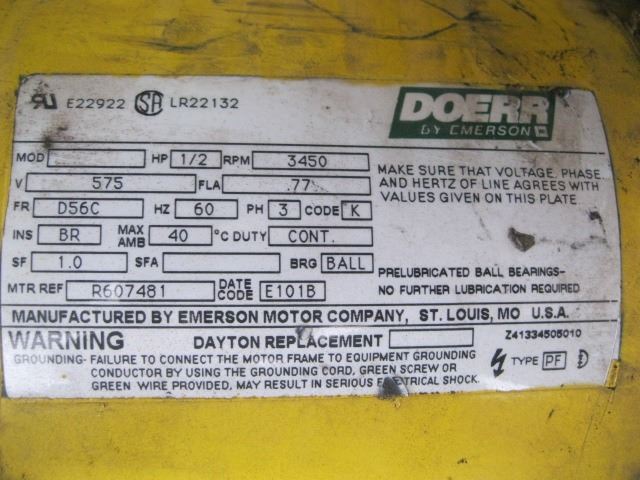 E22922 SA LR22132
DOERR
BY EMERSON
MOD HP 1/2 RPM 3450
V 575 FLA .77
FR D56C HZ 60 PH 3 CODE K
INS BR MAX AMB 40 °C DUTY CONT.
SF 1.0 SFA BRG BALL
MTR REF R607481 DATE CODE E101B
MAKE SURE THAT VOLTAGE, PHASE
AND HERTZ OF LINE AGREES WITH
VALUES GIVEN ON THIS PLATE
PRELUBRICATED BALL BEARINGS-
NO FURTHER LUBRICATION REQUIRED
MANUFACTURED BY EMERSON MOTOR COMPANY, ST. LOUIS, MO U.S.A.
WARNING DAYTON REPLACEMENT Z41334505010
GROUNDING- FAILURE TO CONNECT THE MOTOR FRAME TO EQUIPMENT GROUNDING
CONDUCTOR BY USING THE GROUNDING CORD, GREEN SCREW OR
GREEN WIRE PROVIDED, MAY RESULT IN SERIOUS ELECTRICAL SHOCK.
TYPE PF D